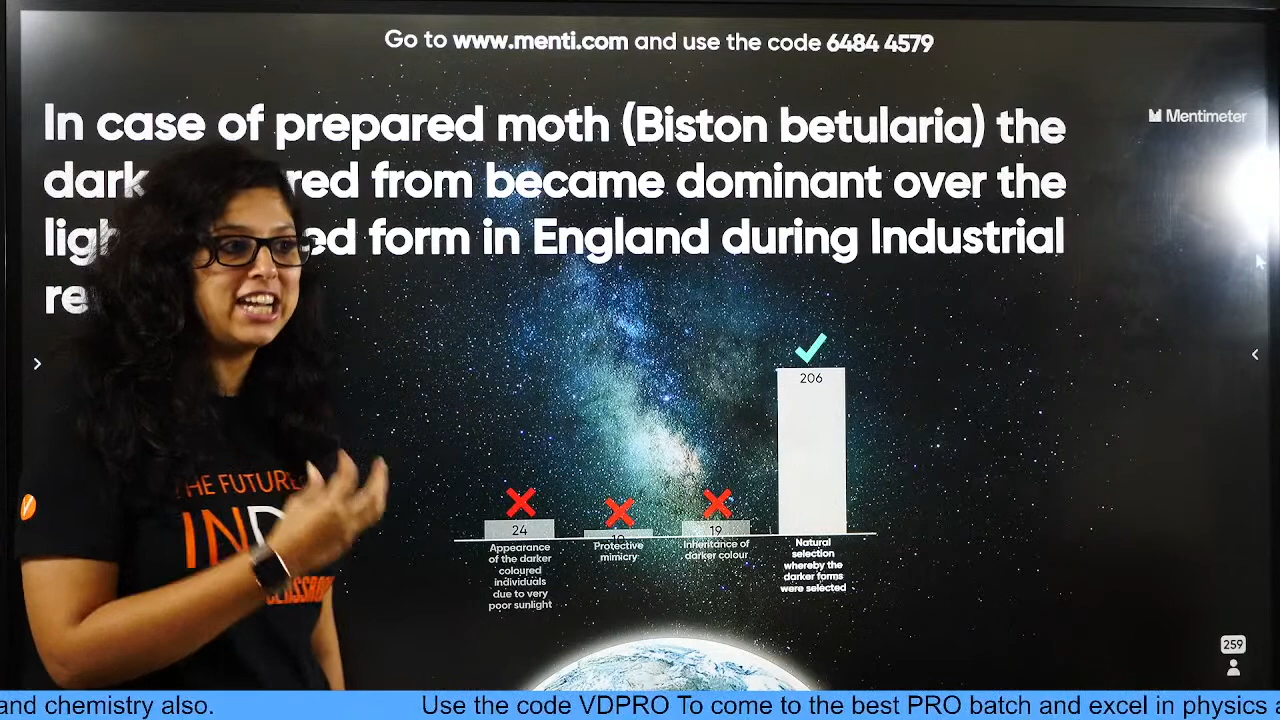 Go to www.menti.com and use the code 6484 4579
In case of prepared moth (Biston betularia) the
Mentimeter
dark red from became dominant over the
ligh ed form in England during Industrial
re
206
24
19
Appearance
of the darker
coloured
individuals
due to very
poor sunlight
Protective
mimicry
Inheritance of
darker colour
Natural
selection
whereby the
darker forms
were selected
THE FUTURE
IND
CLASSROO
259
and chemistry also. Use the code VDPRO To come to the best PRO batch and excel in physics a